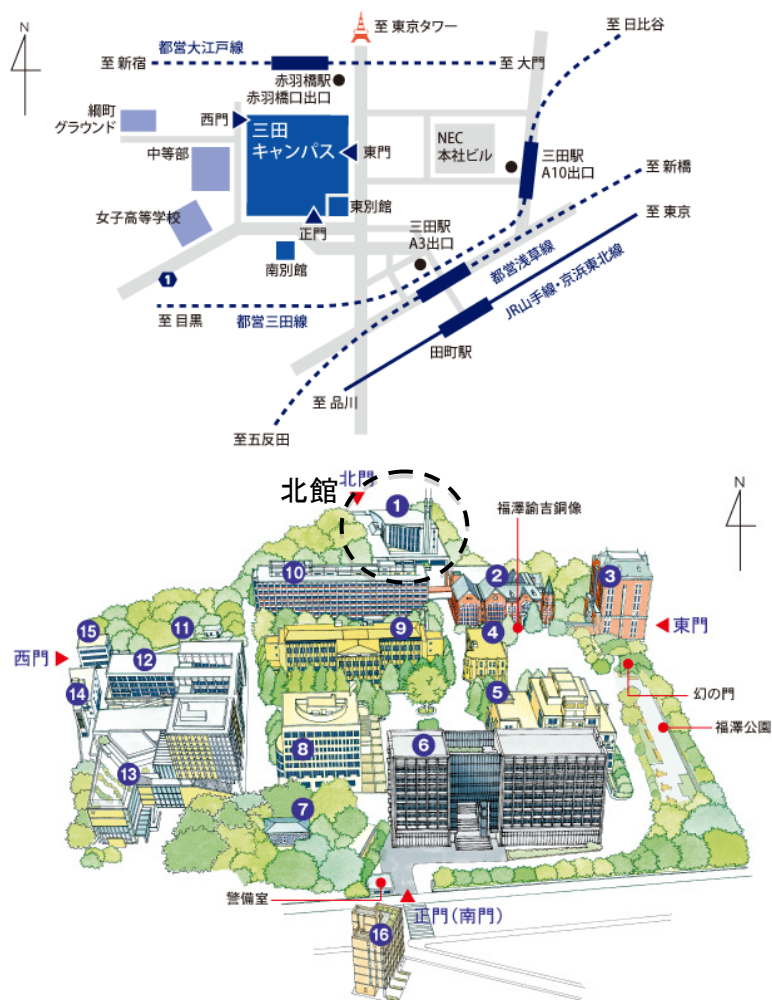 N
至 東京タワー
至 日比谷
都営大江戸線
至 新宿
至 大門
赤羽橋駅
赤羽橋口出口
綱町
グラウンド
西門
三田
キャンパス
東門
NEC
本社ビル
三田駅
A10出口
至 新橋
中等部
至 東京
女子高等学校
東別館
正門
三田駅
A3出口
南別館
都営浅草線
1
至 目黒
都営三田線
JR山手線・京浜東北線
田町駅
至 品川
至五反田
北門
北館
N
1
福澤諭吉銅像
10
2
3
15
11
9
4
東門
西門
12
14
5
幻の門
福澤公園
6
8
13
7
警備室
正門(南門)
16